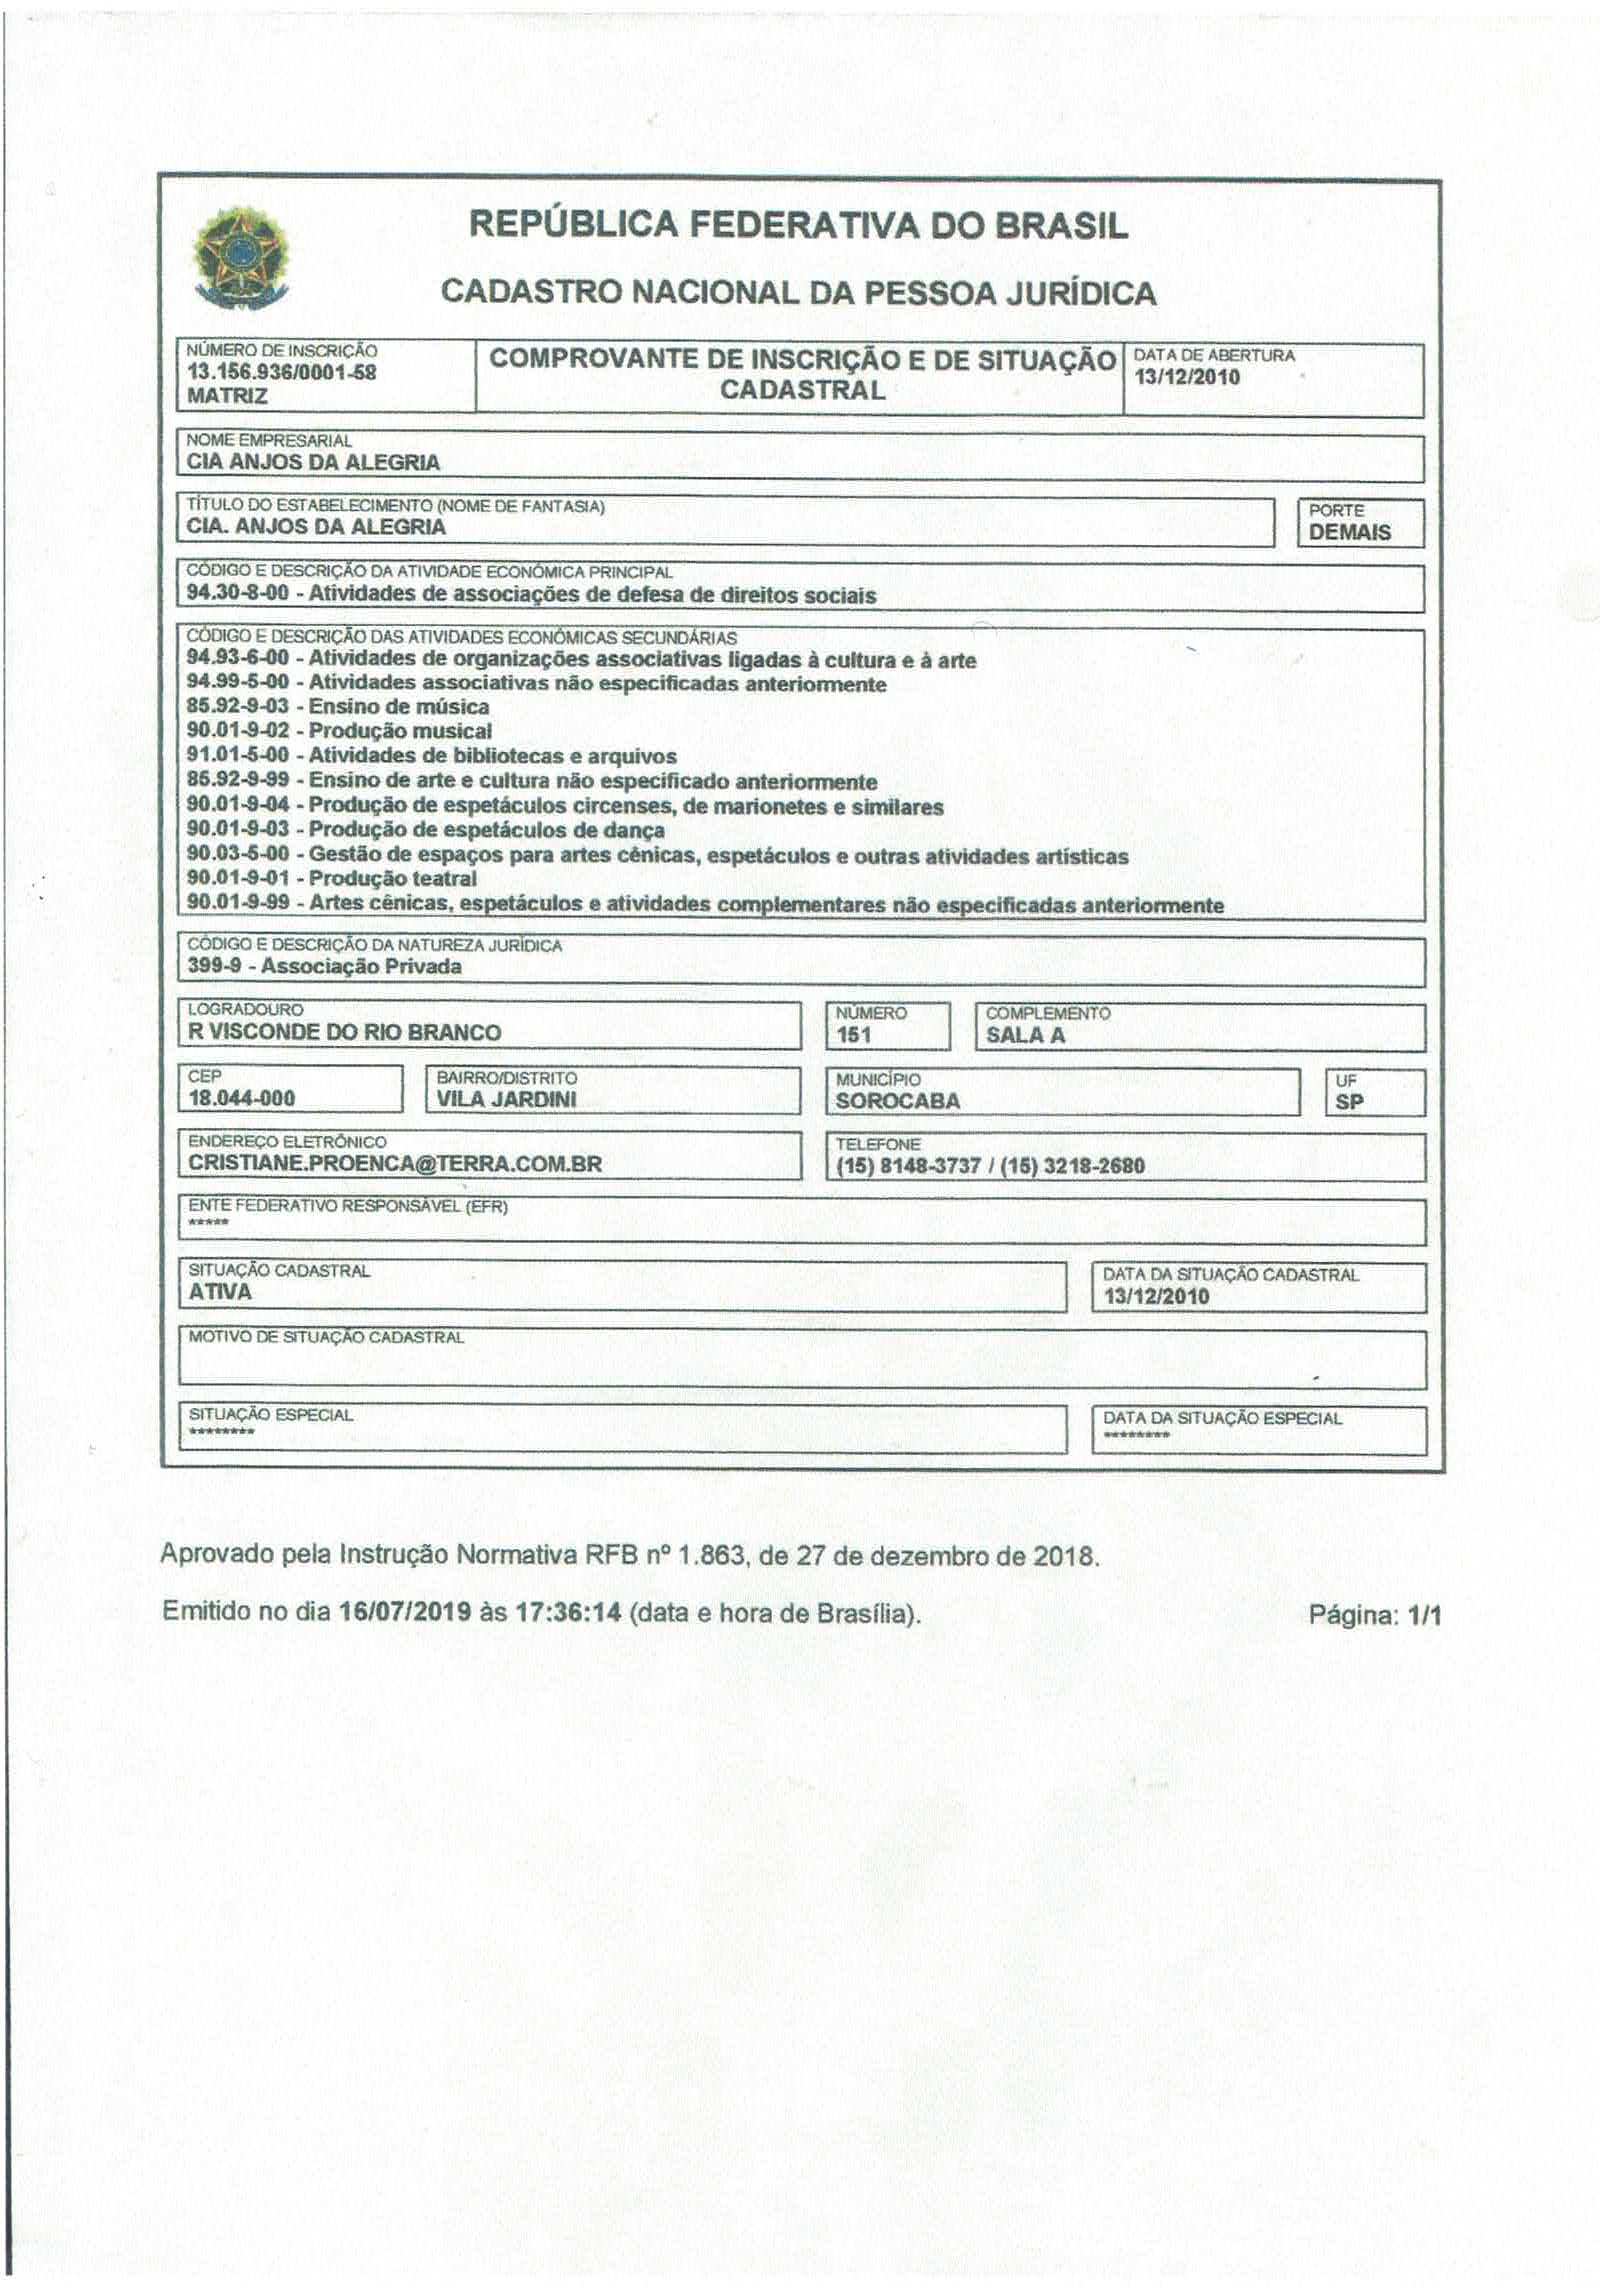 REPÚBLICA FEDERATIVA DO BRASIL
CADASTRO NACIONAL DA PESSOA JURÍDICA
NÚMERO DE INSCRIÇÃO
13.156.936/0001-58
MATRIZ
COMPROVANTE DE INSCRIÇÃO E DE SITUAÇÃO
CADASTRAL
DATA DE ABERTURA
13/12/2010
NOME EMPRESARIAL
CIA ANJOS DA ALEGRIA
TÍTULO DO ESTABELECIMENTO (NOME DE FANTASIA)
CIA. ANJOS DA ALEGRIA
PORTE
DEMAIS
CÓDIGO E DESCRIÇÃO DA ATIVIDADE ECONÔMICA PRINCIPAL
94.30-8-00 - Atividades de associações de defesa de direitos sociais
CÓDIGO E DESCRIÇÃO DAS ATIVIDADES ECONÔMICAS SECUNDÁRIAS
94.93-6-00 - Atividades de organizações associativas ligadas à cultura e à arte
94.99-5-00 - Atividades associativas não especificadas anteriormente
85.92-9-03 - Ensino de música
90.01-9-02 - Produção musical
91.01-5-00 - Atividades de bibliotecas e arquivos
85.92-9-99 - Ensino de arte e cultura não especificado anteriormente
90.01-9-04 - Produção de espetáculos circenses, de marionetes e similares
90.01-9-03 - Produção de espetáculos de dança
90.03-5-00 - Gestão de espaços para artes cênicas, espetáculos e outras atividades artísticas
90.01-9-01 - Produção teatral
90.01-9-99 - Artes cênicas, espetáculos e atividades complementares não especificadas anteriormente
CÓDIGO E DESCRIÇÃO DA NATUREZA JURÍDICA
399-9 - Associação Privada
LOGRADOURO
R VISCONDE DO RIO BRANCO
NÚMERO
151
COMPLEMENTO
SALA A
CEP
18.044-000
BAIRRO/DISTRITO
VILA JARDINI
MUNICÍPIO
SOROCABA
UF
SP
ENDEREÇO ELETRÔNICO
CRISTIANE.PROENCA@TERRA.COM.BR
TELEFONE
(15) 8148-3737 / (15) 3218-2680
ENTE FEDERATIVO RESPONSÁVEL (EFR)
*****
SITUAÇÃO CADASTRAL
ATIVA
DATA DA SITUAÇÃO CADASTRAL
13/12/2010
MOTIVO DE SITUAÇÃO CADASTRAL
SITUAÇÃO ESPECIAL
********
DATA DA SITUAÇÃO ESPECIAL
********
Aprovado pela Instrução Normativa RFB nº 1.863, de 27 de dezembro de 2018.
Emitido no dia 16/07/2019 às 17:36:14 (data e hora de Brasília).
Página: 1/1